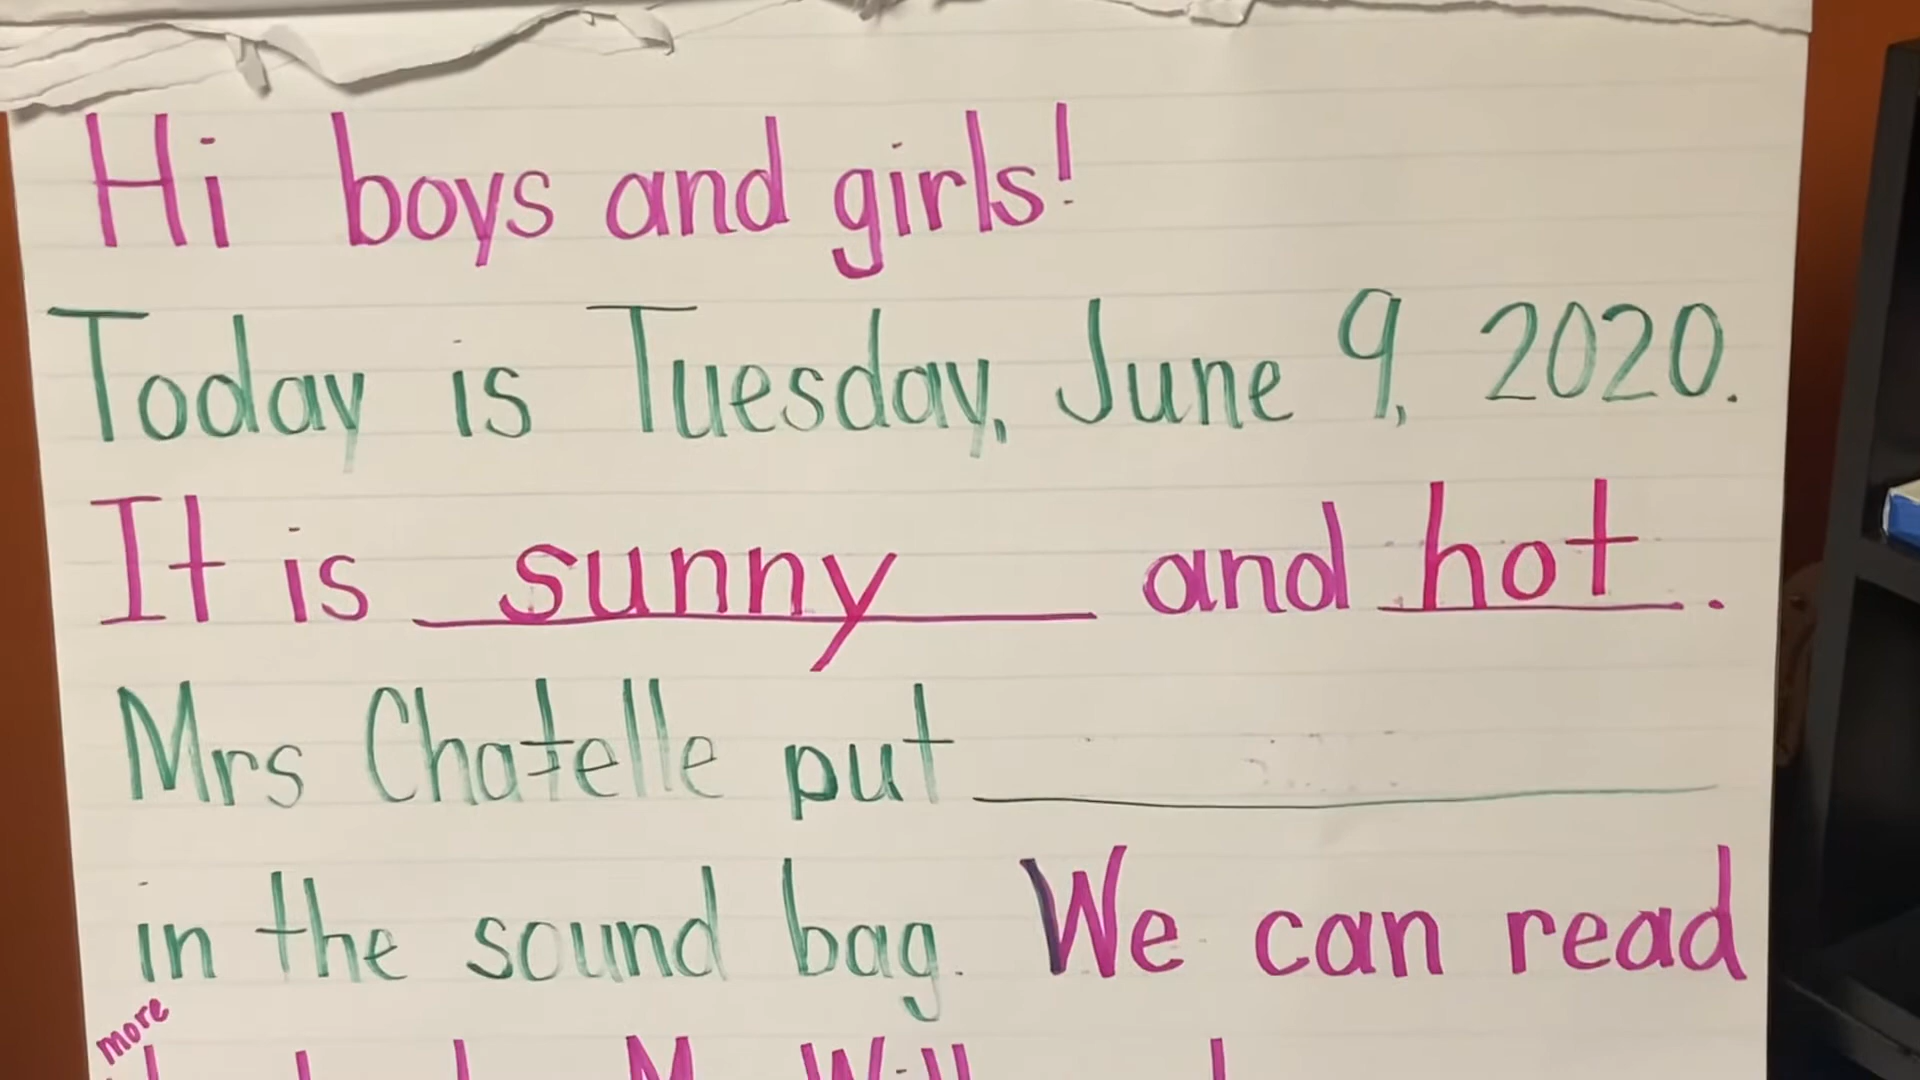 Hi boys and girls!
Today is Tuesday, June 9, 2020.
It is sunny and hot.
Mrs Chatelle put
in the sound bag. We can read
more